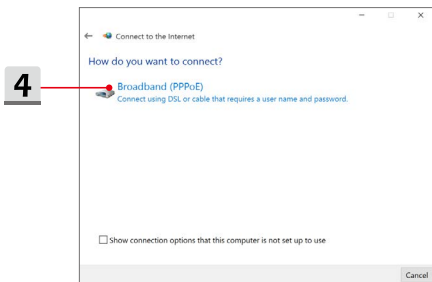 Connect to the Internet
How do you want to connect?
4
Broadband (PPPoE)
Connect using DSL or cable that requires a user name and password.
Show connection options that this computer is not set up to use
Cancel